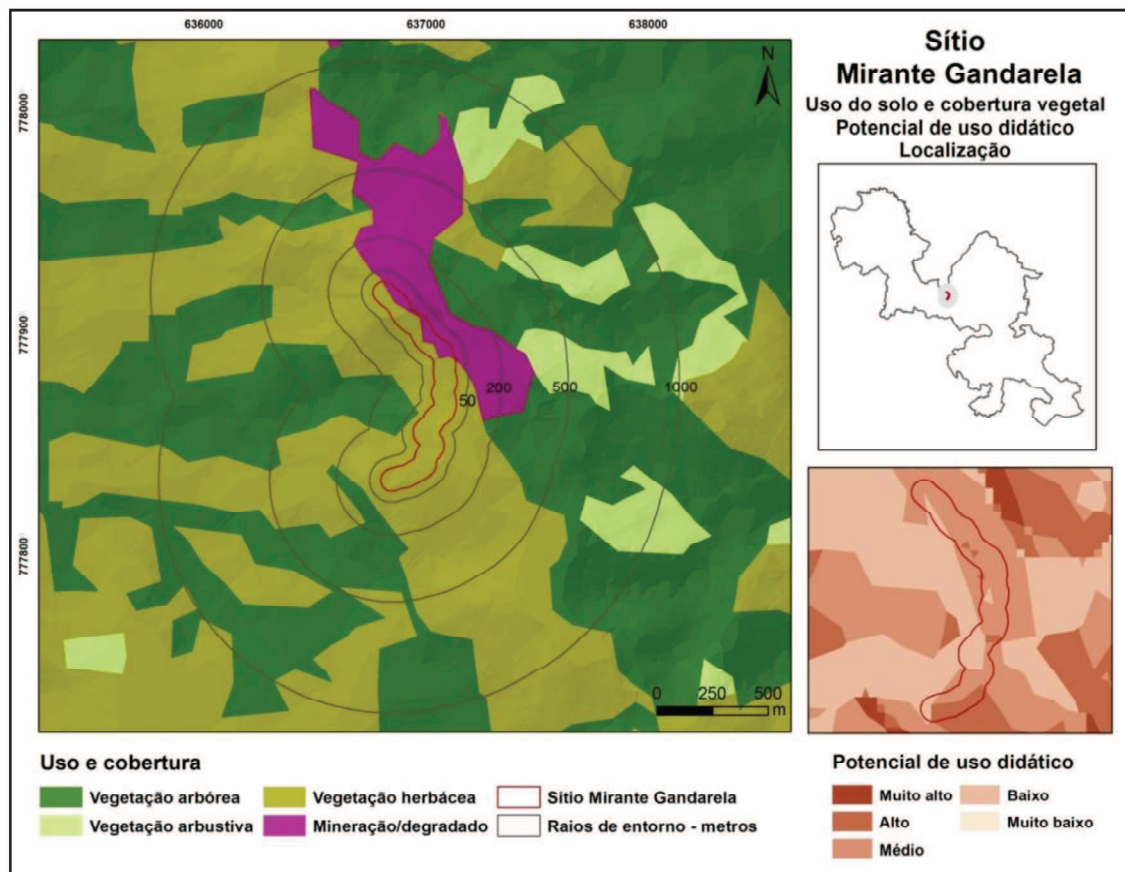 636000
637000
638000
778000
777900
777800
N
50
200
500
1000
0 250 500
m
Sítio
Mirante Gandarela
Uso do solo e cobertura vegetal
Potencial de uso didático
Localização
Uso e cobertura
Vegetação arbórea
Vegetação herbácea
Sítio Mirante Gandarela
Vegetação arbustiva
Mineração/degradado
Raios de entorno - metros
Potencial de uso didático
Muito alto
Baixo
Alto
Muito baixo
Médio